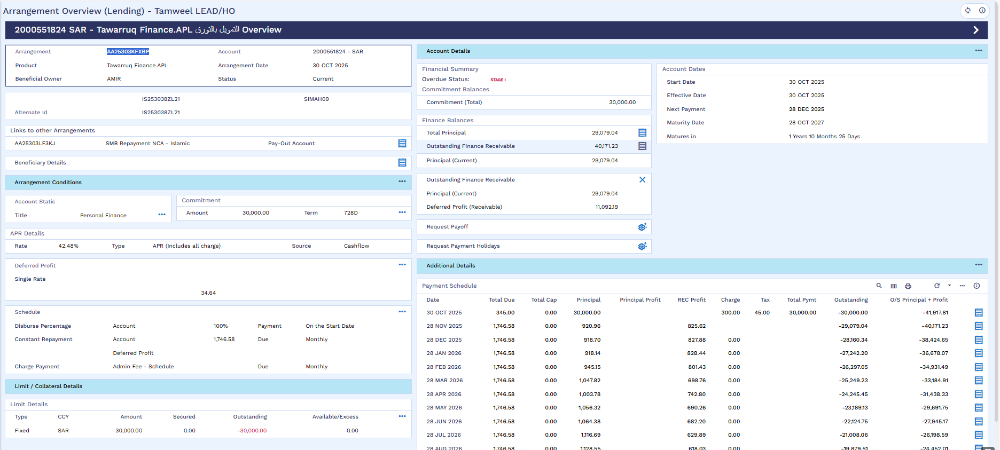 Arrangement Overview (Lending) - Tamweel LEAD/HO
2000551824 SAR - Tawarruq Finance.APL التمويل بالتورق Overview
Arrangement AA25303KFXBP Account 2000551824 - SAR
Product Tawarruq Finance.APL Arrangement Date 30 OCT 2025
Beneficial Owner AMIR Status Current
IS253038ZL21 SIMAH09
Alternate Id IS253038ZL21
Links to other Arrangements
AA25303LF3KJ SMB Repayment NCA - Islamic Pay-Out Account
Beneficiary Details
Arrangement Conditions
Account Static
Title Personal Finance
Commitment
Amount 30,000.00 Term 728D
APR Details
Rate 42.48% Type APR (Includes all charge) Source Cashflow
Deferred Profit
Single Rate
34.64
Schedule
Disburse Percentage Account 100% Payment On the Start Date
Constant Repayment Account 1,746.58 Due Monthly
Deferred Profit
Charge Payment Admin Fee - Schedule Due Monthly
Limit / Collateral Details
Limit Details
Type CCY Amount Secured Outstanding Available/Excess
Fixed SAR 30,000.00 0.00 -30,000.00 0.00
Account Details
Financial Summary
Overdue Status: STAGE I
Commitment Balances
Commitment (Total) 30,000.00
Finance Balances
Total Principal 29,079.04
Outstanding Finance Receivable 40,171.23
Principal (Current) 29,079.04
Outstanding Finance Receivable
Principal (Current) 29,079.04
Deferred Profit (Receivable) 11,092.19
Request Payoff
Request Payment Holidays
Account Dates
Start Date 30 OCT 2025
Effective Date 30 OCT 2025
Next Payment 28 DEC 2025
Maturity Date 28 OCT 2027
Matures in 1 Years 10 Months 25 Days
Additional Details
Payment Schedule
Date Total Due Total Cap Principal Principal Profit REC Profit Charge Tax Total Pymt Outstanding O/S Principal + Profit
30 OCT 2025 345.00 0.00 30,000.00 300.00 45.00 30,000.00 -30,000.00 -41,917.81
28 NOV 2025 1,746.58 0.00 920.96 825.62 -29,079.04 -40,171.23
28 DEC 2025 1,746.58 0.00 918.70 827.88 0.00 -28,160.34 -38,424.65
28 JAN 2026 1,746.58 0.00 918.14 828.44 0.00 -27,242.20 -36,678.07
28 FEB 2026 1,746.58 0.00 945.15 801.43 0.00 -26,297.05 -34,931.49
28 MAR 2026 1,746.58 0.00 1,047.82 698.76 0.00 -25,249.23 -33,184.91
28 APR 2026 1,746.58 0.00 1,003.78 742.80 0.00 -24,245.45 -31,438.33
28 MAY 2026 1,746.58 0.00 1,056.32 690.26 0.00 -23,189.13 -29,691.75
28 JUN 2026 1,746.58 0.00 1,064.38 682.20 0.00 -22,124.75 -27,945.17
28 JUL 2026 1,746.58 0.00 1,116.69 629.89 0.00 -21,008.06 -26,198.59
28 AUG 2026 1,746.58 0.00 1,128.55 618.03 0.00 -19,879.51 -24,452.01